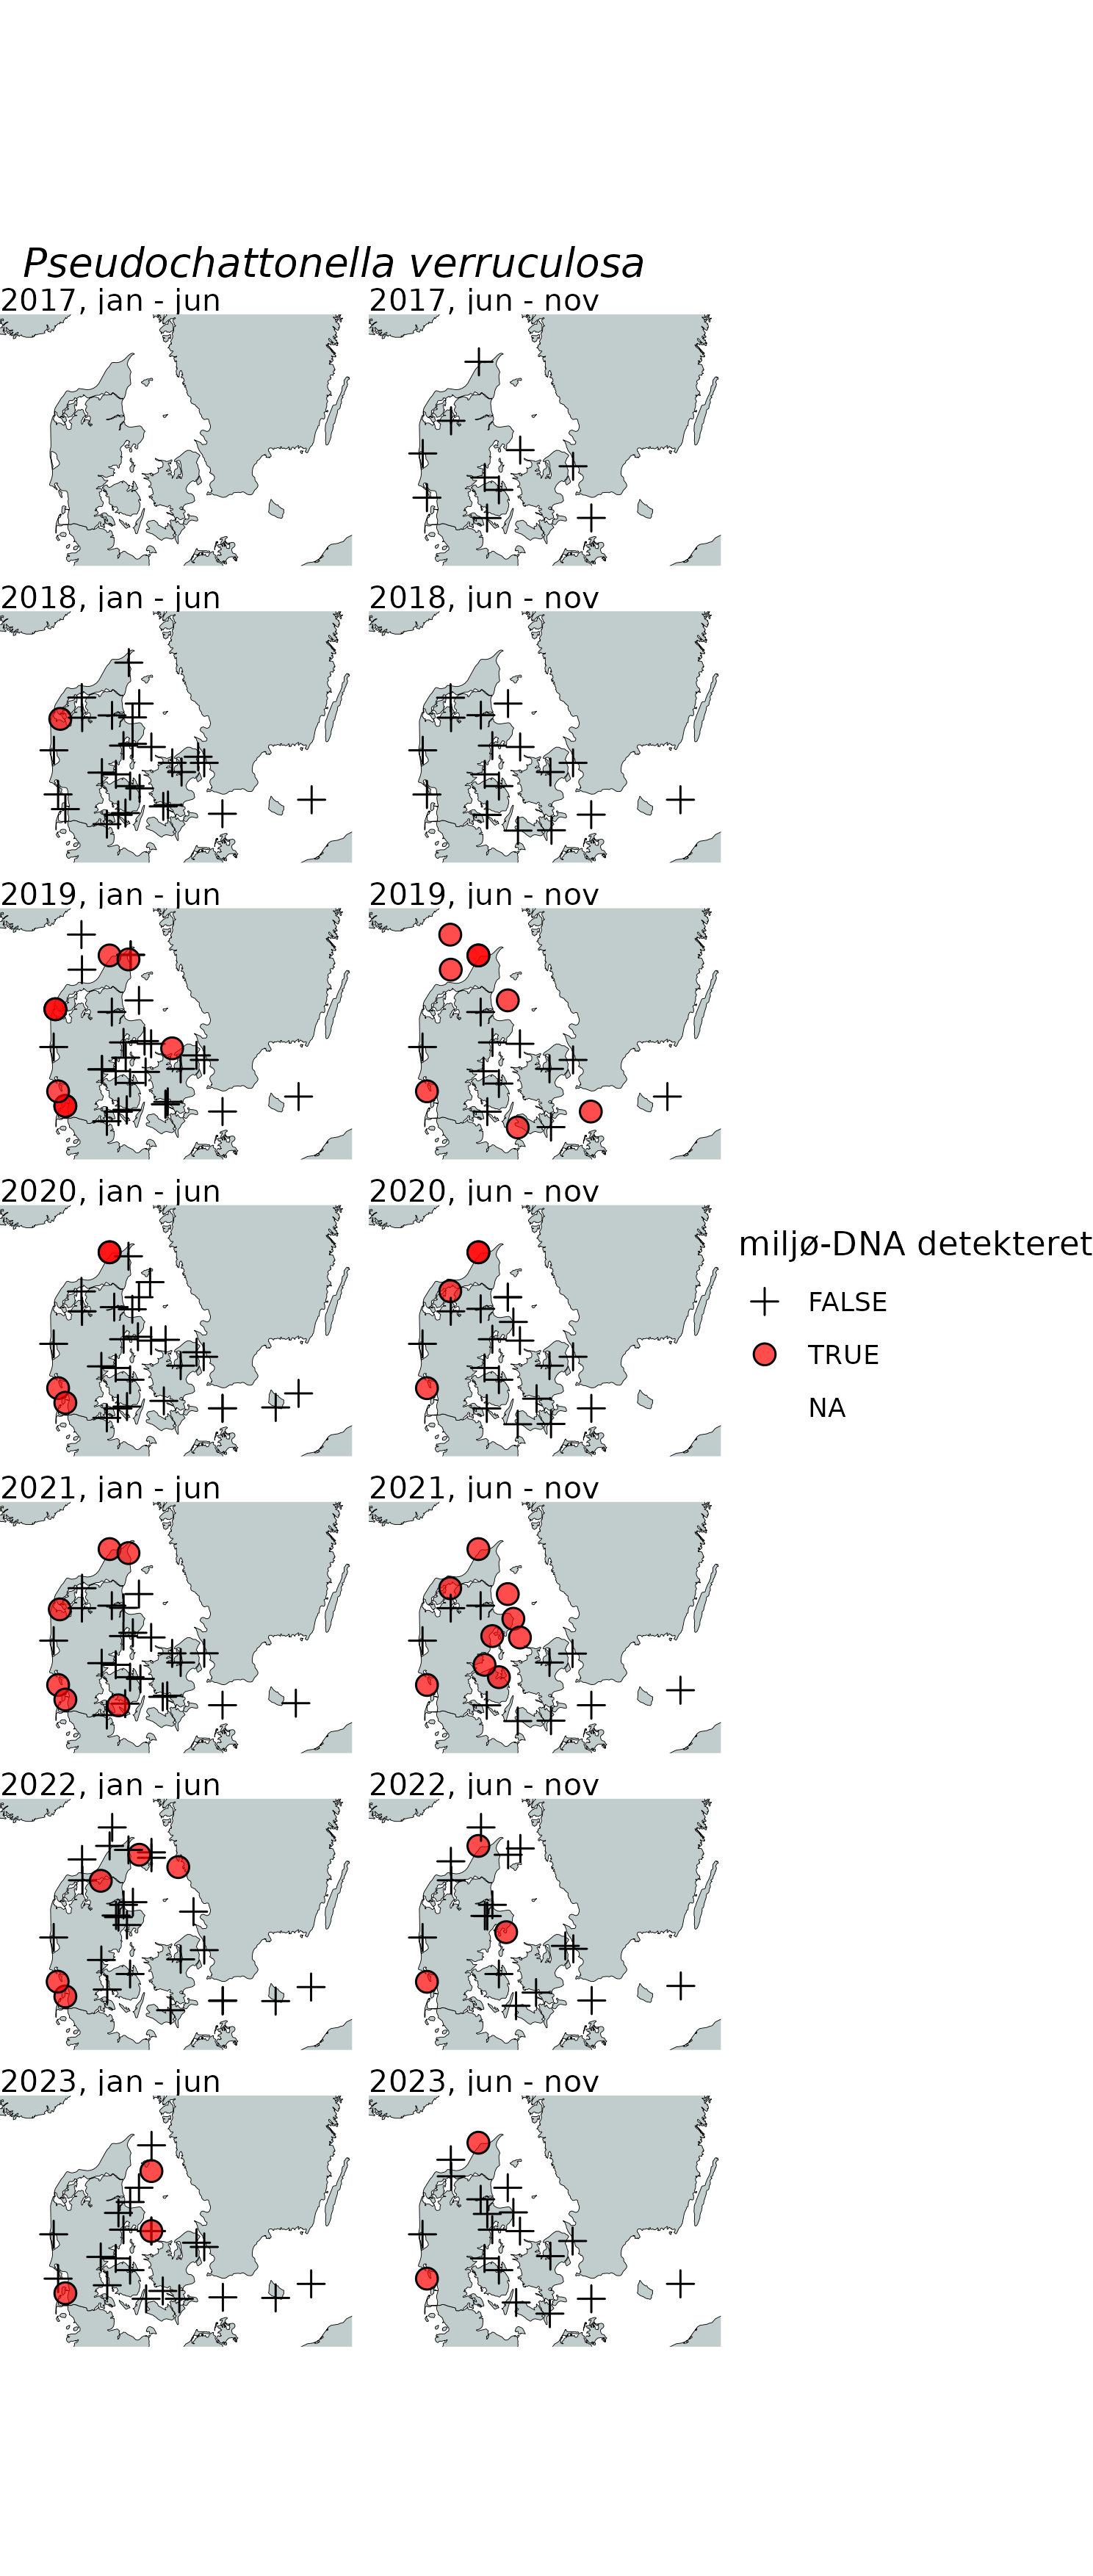 Pseudochattonella verruculosa
2017, jan - jun
2017, jun - nov
2018, jan - jun
2018, jun - nov
2019, jan - jun
2019, jun - nov
2020, jan - jun
2020, jun - nov
miljø-DNA detekteret
FALSE
TRUE
NA
2021, jan - jun
2021, jun - nov
2022, jan - jun
2022, jun - nov
2023, jan - jun
2023, jun - nov